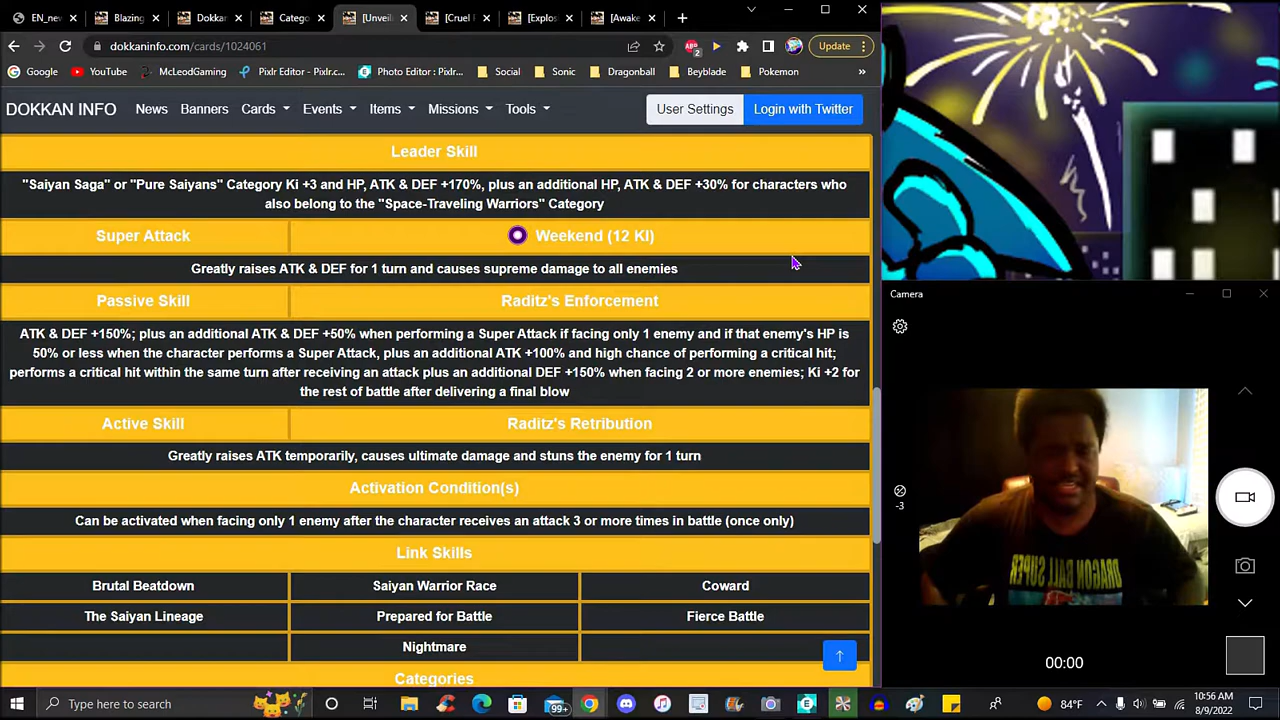 EN_new
Blazing
Dokkan
Catego
[Unveil
[Cruel
[Explos
[Awake
dokkaninfo.com/cards/1024061
Update
Google
YouTube
McLeodGaming
Pixlr Editor - Pixlr.c...
Photo Editor : Pixlr...
Social
Sonic
Dragonball
Beyblade
Pokemon
»
DOKKAN INFO
News
Banners
Cards
Events
Items
Missions
Tools
User Settings
Login with Twitter
Leader Skill
"Saiyan Saga" or "Pure Saiyans" Category Ki +3 and HP, ATK & DEF +170%, plus an additional HP, ATK & DEF +30% for characters who
also belong to the "Space-Traveling Warriors" Category
Super Attack
Weekend (12 KI)
Greatly raises ATK & DEF for 1 turn and causes supreme damage to all enemies
Passive Skill
Raditz's Enforcement
ATK & DEF +150%; plus an additional ATK & DEF +50% when performing a Super Attack if facing only 1 enemy and if that enemy's HP is
50% or less when the character performs a Super Attack, plus an additional ATK +100% and high chance of performing a critical hit;
performs a critical hit within the same turn after receiving an attack plus an additional DEF +150% when facing 2 or more enemies; Ki +2 for
the rest of battle after delivering a final blow
Active Skill
Raditz's Retribution
Greatly raises ATK temporarily, causes ultimate damage and stuns the enemy for 1 turn
Activation Condition(s)
Can be activated when facing only 1 enemy after the character receives an attack 3 or more times in battle (once only)
Link Skills
Brutal Beatdown
Saiyan Warrior Race
Coward
The Saiyan Lineage
Prepared for Battle
Fierce Battle
Nightmare
Categories
Camera
-3
DRAGON BALL SUPER
00:00
Type here to search
99+
84°F
10:56 AM
8/9/2022